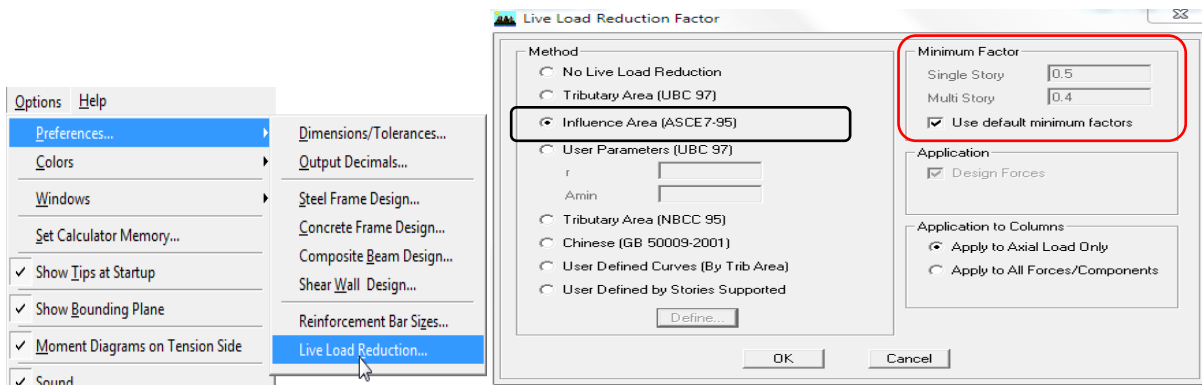 Options Help
Preferences...
Colors
Windows
Set Calculator Memory...
Show Tips at Startup
Show Bounding Plane
Moment Diagrams on Tension Side
Sound
Dimensions/Tolerances...
Output Decimals...
Steel Frame Design...
Concrete Frame Design...
Composite Beam Design...
Shear Wall Design...
Reinforcement Bar Sizes...
Live Load Reduction...
Live Load Reduction Factor
Method
No Live Load Reduction
Tributary Area (UBC 97)
Influence Area (ASCE7-95)
User Parameters (UBC 97)
r
Amin
Tributary Area (NBCC 95)
Chinese (GB 50009-2001)
User Defined Curves (By Trib Area)
User Defined by Stories Supported
Define...
Minimum Factor
Single Story 0.5
Multi Story 0.4
Use default minimum factors
Application
Design Forces
Application to Columns
Apply to Axial Load Only
Apply to All Forces/Components
OK Cancel